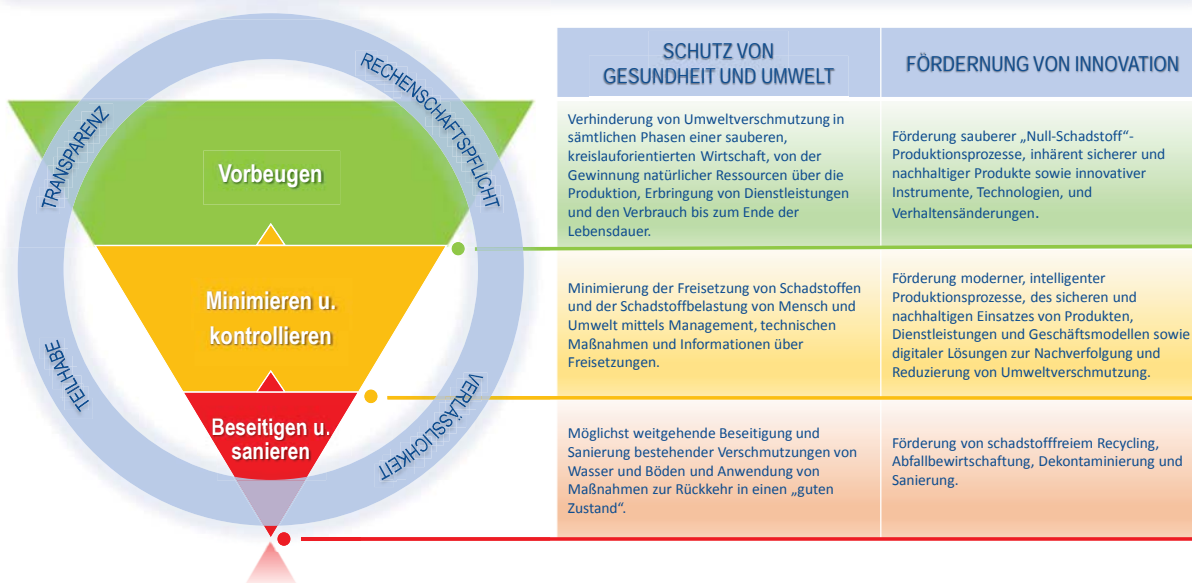 TRANSPARENZ
RECHENSCHAFTSPFLICHT
TEILHABE
VERLÄSSLICHKEIT
Vorbeugen
Minimieren u.
kontrollieren
Beseitigen u.
sanieren
SCHUTZ VON
GESUNDHEIT UND UMWELT
FÖRDERNUNG VON INNOVATION
Verhinderung von Umweltverschmutzung in
sämtlichen Phasen einer sauberen,
kreislauforientierten Wirtschaft, von der
Gewinnung natürlicher Ressourcen über die
Produktion, Erbringung von Dienstleistungen
und den Verbrauch bis zum Ende der
Lebensdauer.
Förderung sauberer „Null-Schadstoff“-
Produktionsprozesse, inhärent sicherer und
nachhaltiger Produkte sowie innovativer
Instrumente, Technologien, und
Verhaltensänderungen.
Minimierung der Freisetzung von Schadstoffen
und der Schadstoffbelastung von Mensch und
Umwelt mittels Management, technischen
Maßnahmen und Informationen über
Freisetzungen.
Förderung moderner, intelligenter
Produktionsprozesse, des sicheren und
nachhaltigen Einsatzes von Produkten,
Dienstleistungen und Geschäftsmodellen sowie
digitaler Lösungen zur Nachverfolgung und
Reduzierung von Umweltverschmutzung.
Möglichst weitgehende Beseitigung und
Sanierung bestehender Verschmutzungen von
Wasser und Böden und Anwendung von
Maßnahmen zur Rückkehr in einen „guten
Zustand“.
Förderung von schadstofffreiem Recycling,
Abfallbewirtschaftung, Dekontaminierung und
Sanierung.